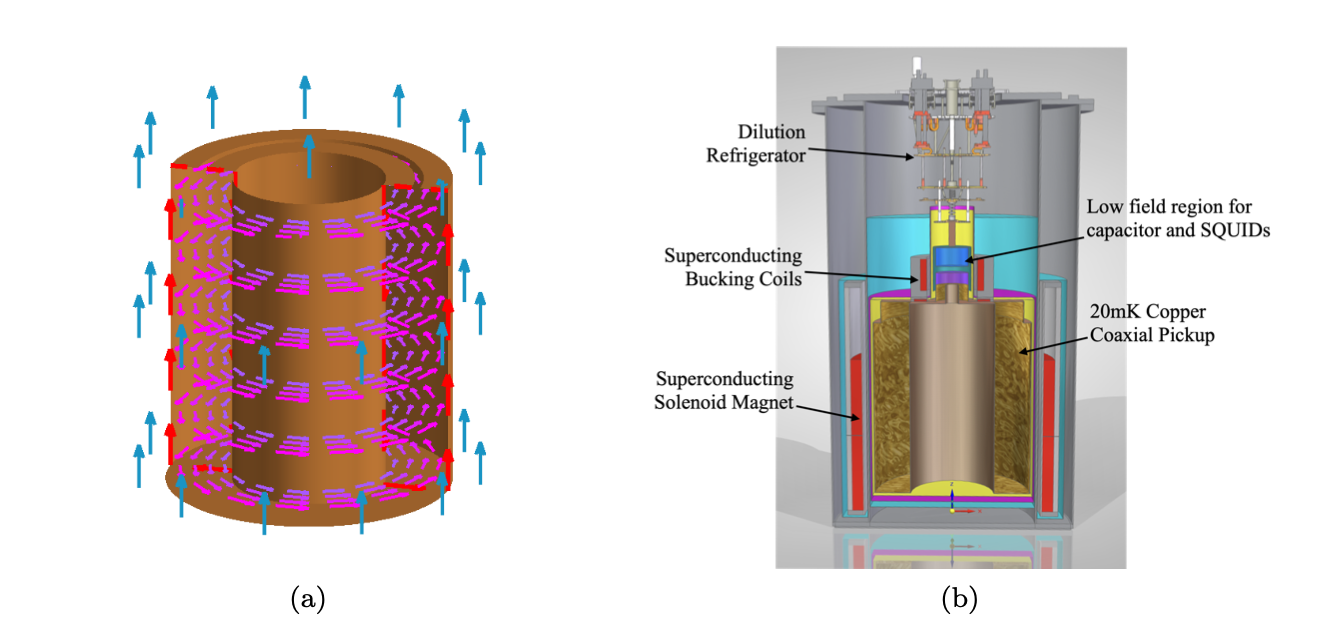 Dilution
Refrigerator
Low field region for
capacitor and SQUIDs
Superconducting
Bucking Coils
20mK Copper
Coaxial Pickup
Superconducting
Solenoid Magnet
(a)
(b)